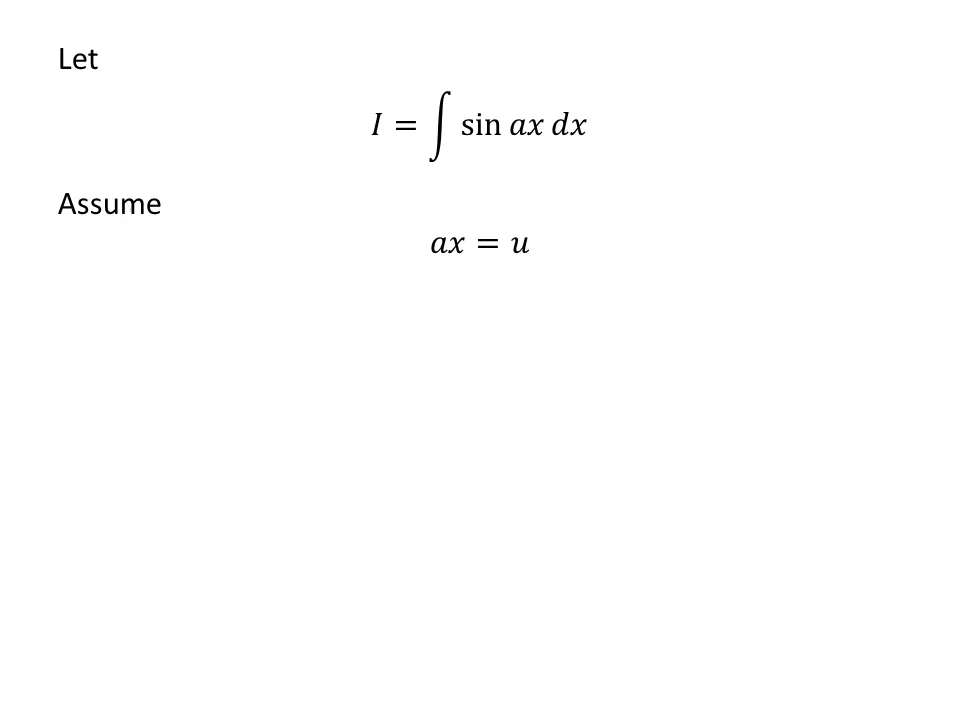 Let
𝐼 = ∫ sin 𝑎𝑥 𝑑𝑥
Assume
𝑎𝑥 = 𝑢